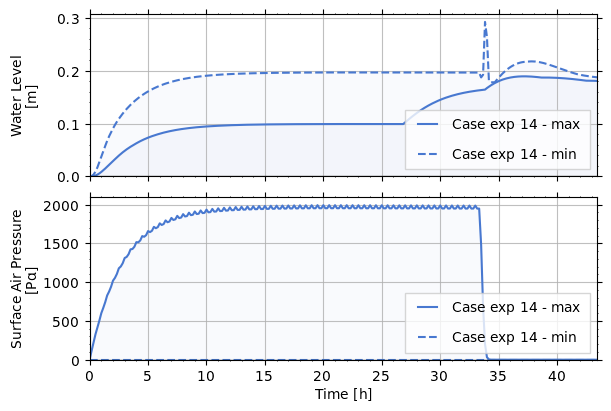 0.3
0.2
0.1
0.0
Water Level
[m]
Case exp 14 - max
Case exp 14 - min
2000
1500
1000
500
0
Surface Air Pressure
[Pa]
Case exp 14 - max
Case exp 14 - min
0 5 10 15 20 25 30 35 40
Time [h]